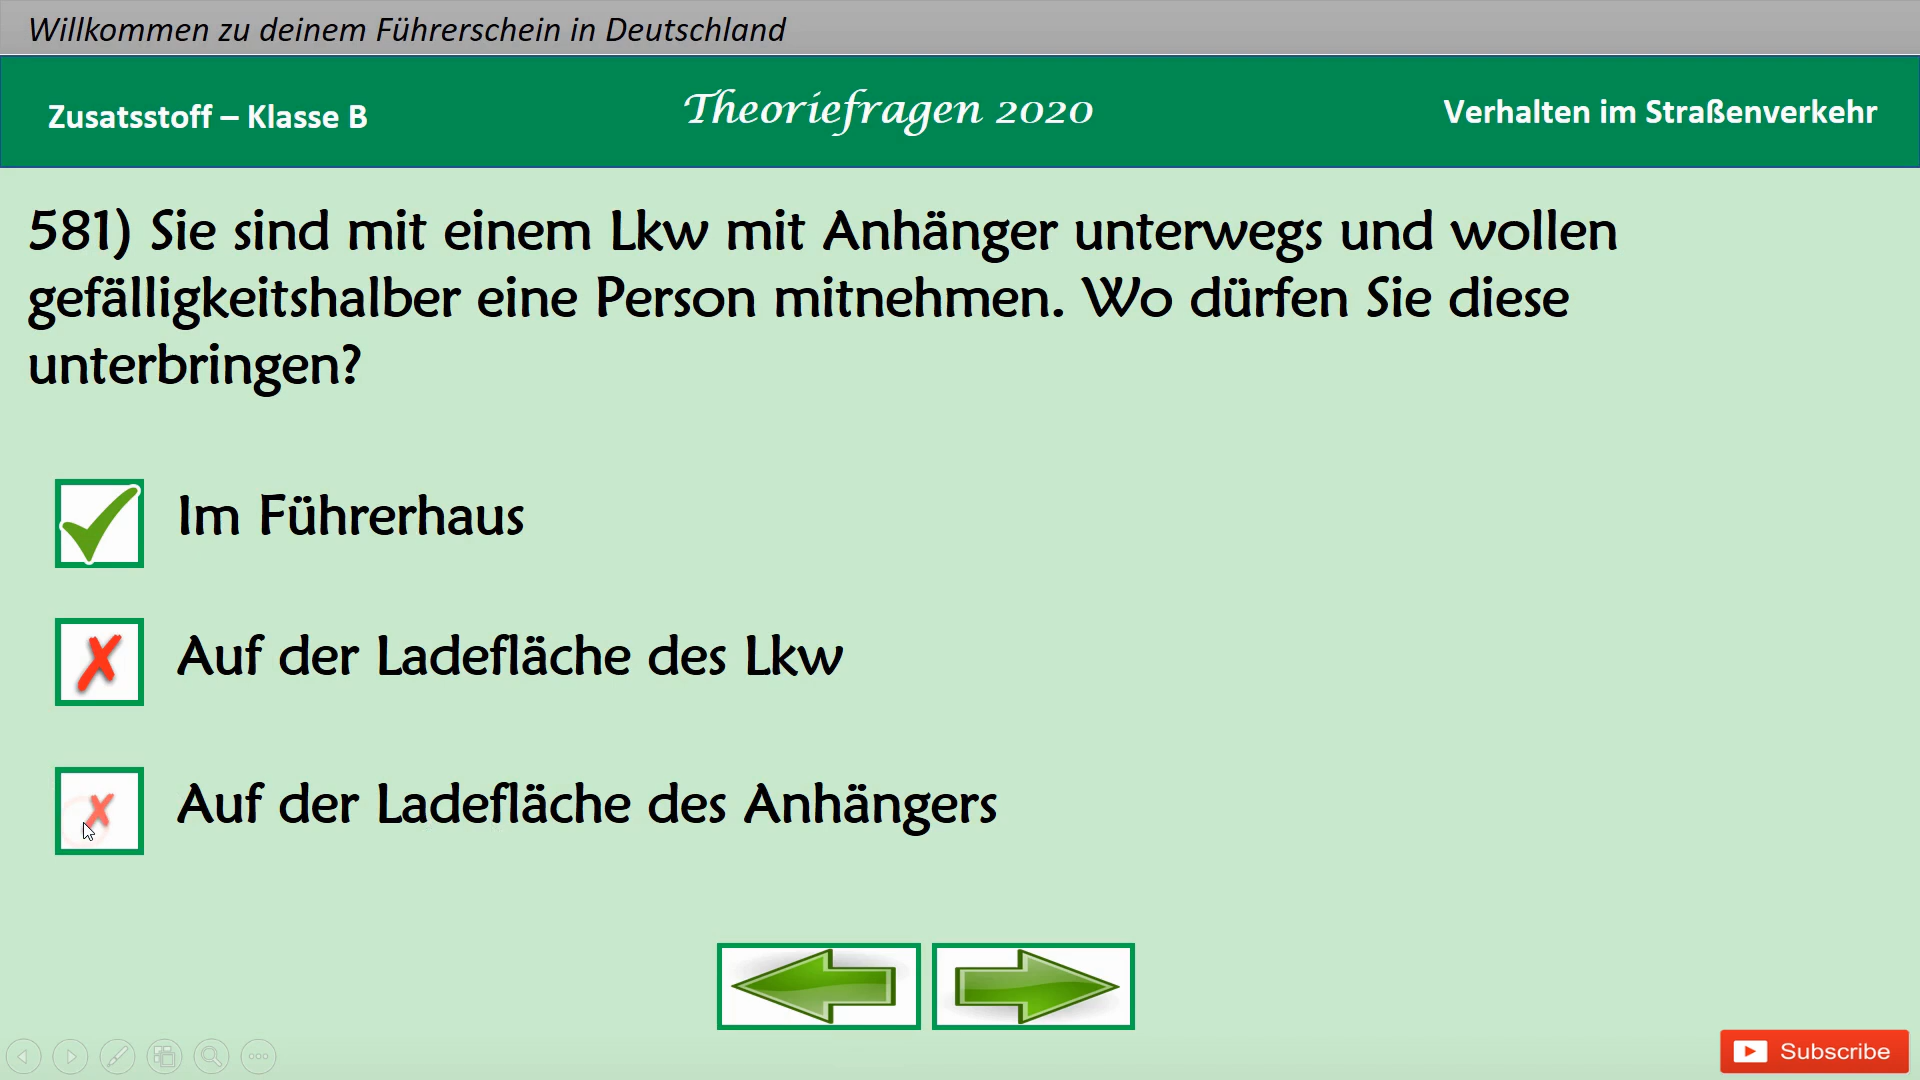 Willkommen zu deinem Führerschein in Deutschland
Zusatsstoff – Klasse B
Theoriefragen 2020
Verhalten im Straßenverkehr
581) Sie sind mit einem Lkw mit Anhänger unterwegs und wollen
gefälligkeitshalber eine Person mitnehmen. Wo dürfen Sie diese
unterbringen?
Im Führerhaus
Auf der Ladefläche des Lkw
Auf der Ladefläche des Anhängers
Subscribe